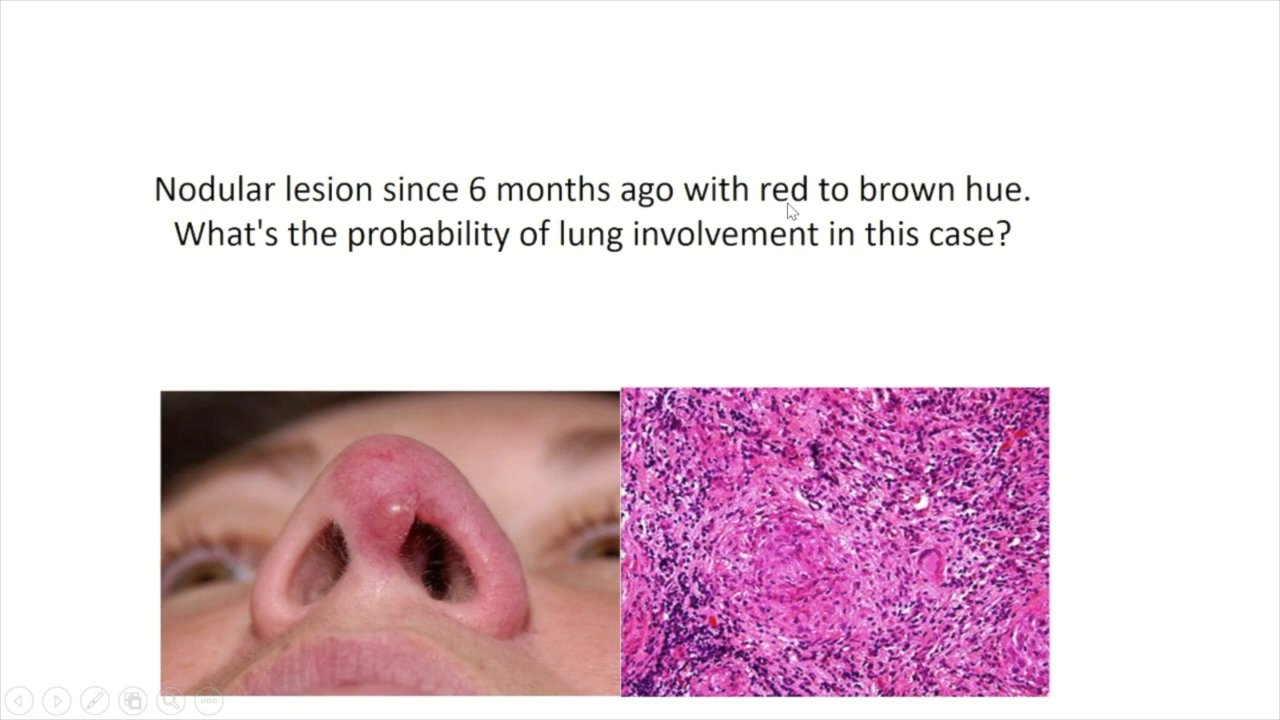 Nodular lesion since 6 months ago with red to brown hue.
What's the probability of lung involvement in this case?